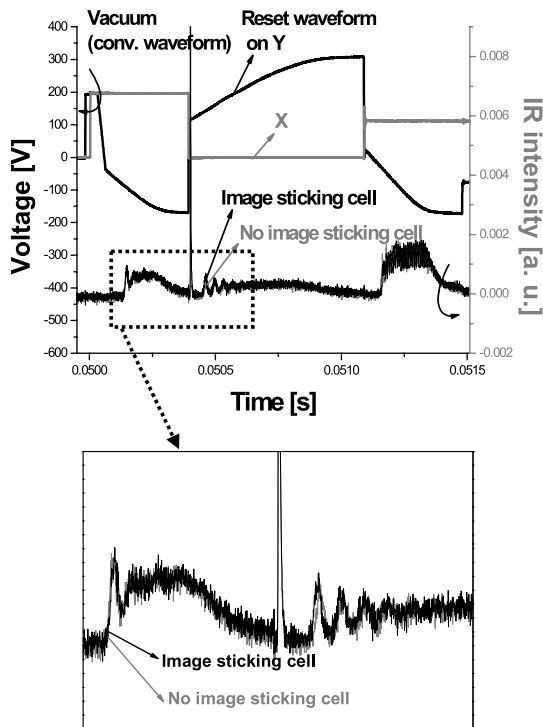 Vacuum
(conv. waveform)
Reset waveform
on Y
X
Image sticking cell
No image sticking cell
Voltage [V]
400
300
200
100
0
-100
-200
-300
-400
-500
-600
IR intensity [a. u.]
0.008
0.006
0.004
0.002
0.000
-0.002
0.0500
0.0505
0.0510
0.0515
Time [s]
Image sticking cell
No image sticking cell